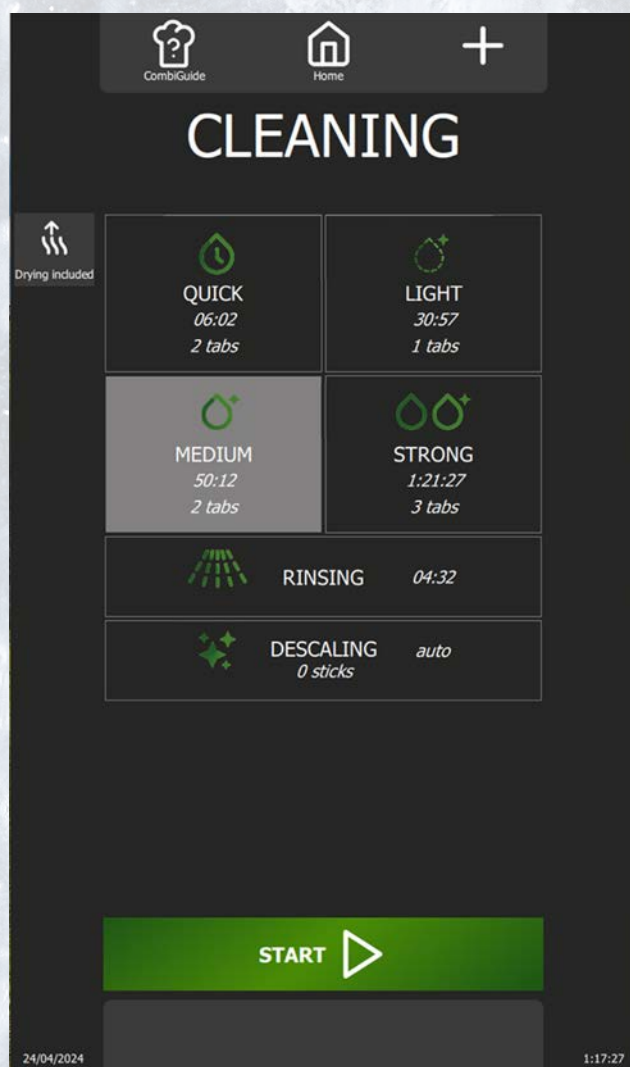 CombiGuide
Home
CLEANING
Drying included
QUICK
06:02
2 tabs
LIGHT
30:57
1 tabs
MEDIUM
50:12
2 tabs
STRONG
1:21:27
3 tabs
RINSING 04:32
DESCALING auto
0 sticks
START
24/04/2024 1:17:27